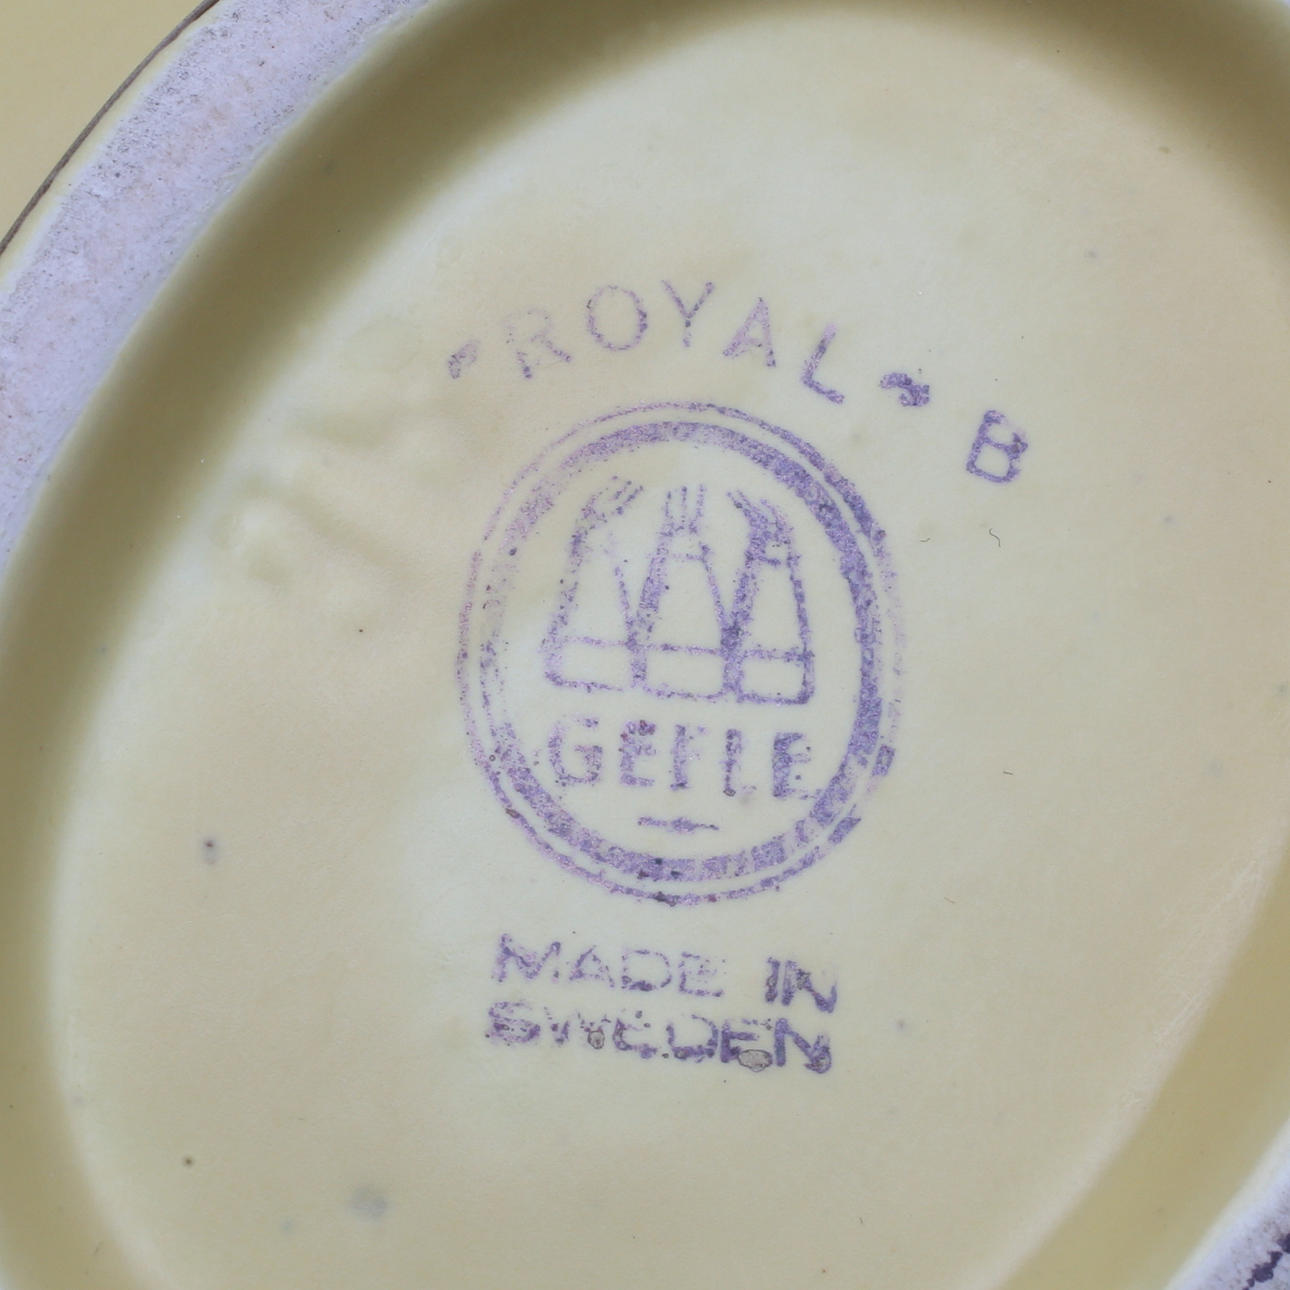 "ROYAL" B
GEFLE
MADE IN
SWEDEN